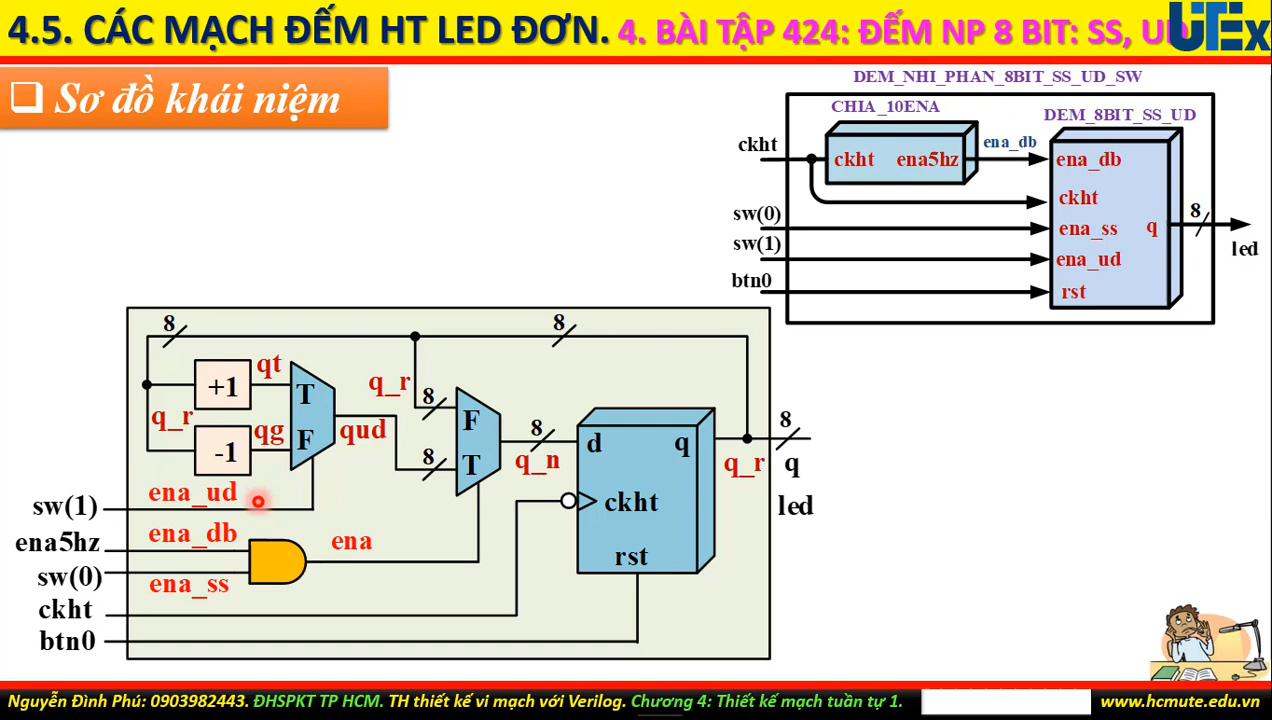 4.5. CÁC MẠCH ĐẾM HT LED ĐƠN. 4. BÀI TẬP 424: ĐẾM NP 8 BIT: SS, UD
UTEx
❑ Sơ đồ khái niệm
DEM_NHI_PHAN_8BIT_SS_UD_SW
CHIA_10ENA
DEM_8BIT_SS_UD
ckht
ckht ena5hz
ena_db
ena_db
ckht
sw(0)
ena_ss
q
8
led
sw(1)
ena_ud
btn0
rst
8
8
+1
qt
T
q_r
8
F
q_r
-1
qg
F
qud
8
T
8
q_n
d
q
8
q_r
q
ckht
led
rst
sw(1)
ena_ud
ena5hz
ena_db
ena
sw(0)
ena_ss
ckht
btn0
Nguyễn Đình Phú: 0903982443. ĐHSPKT TP HCM. TH thiết kế vi mạch với Verilog. Chương 4: Thiết kế mạch tuần tự 1.
www.hcmute.edu.vn